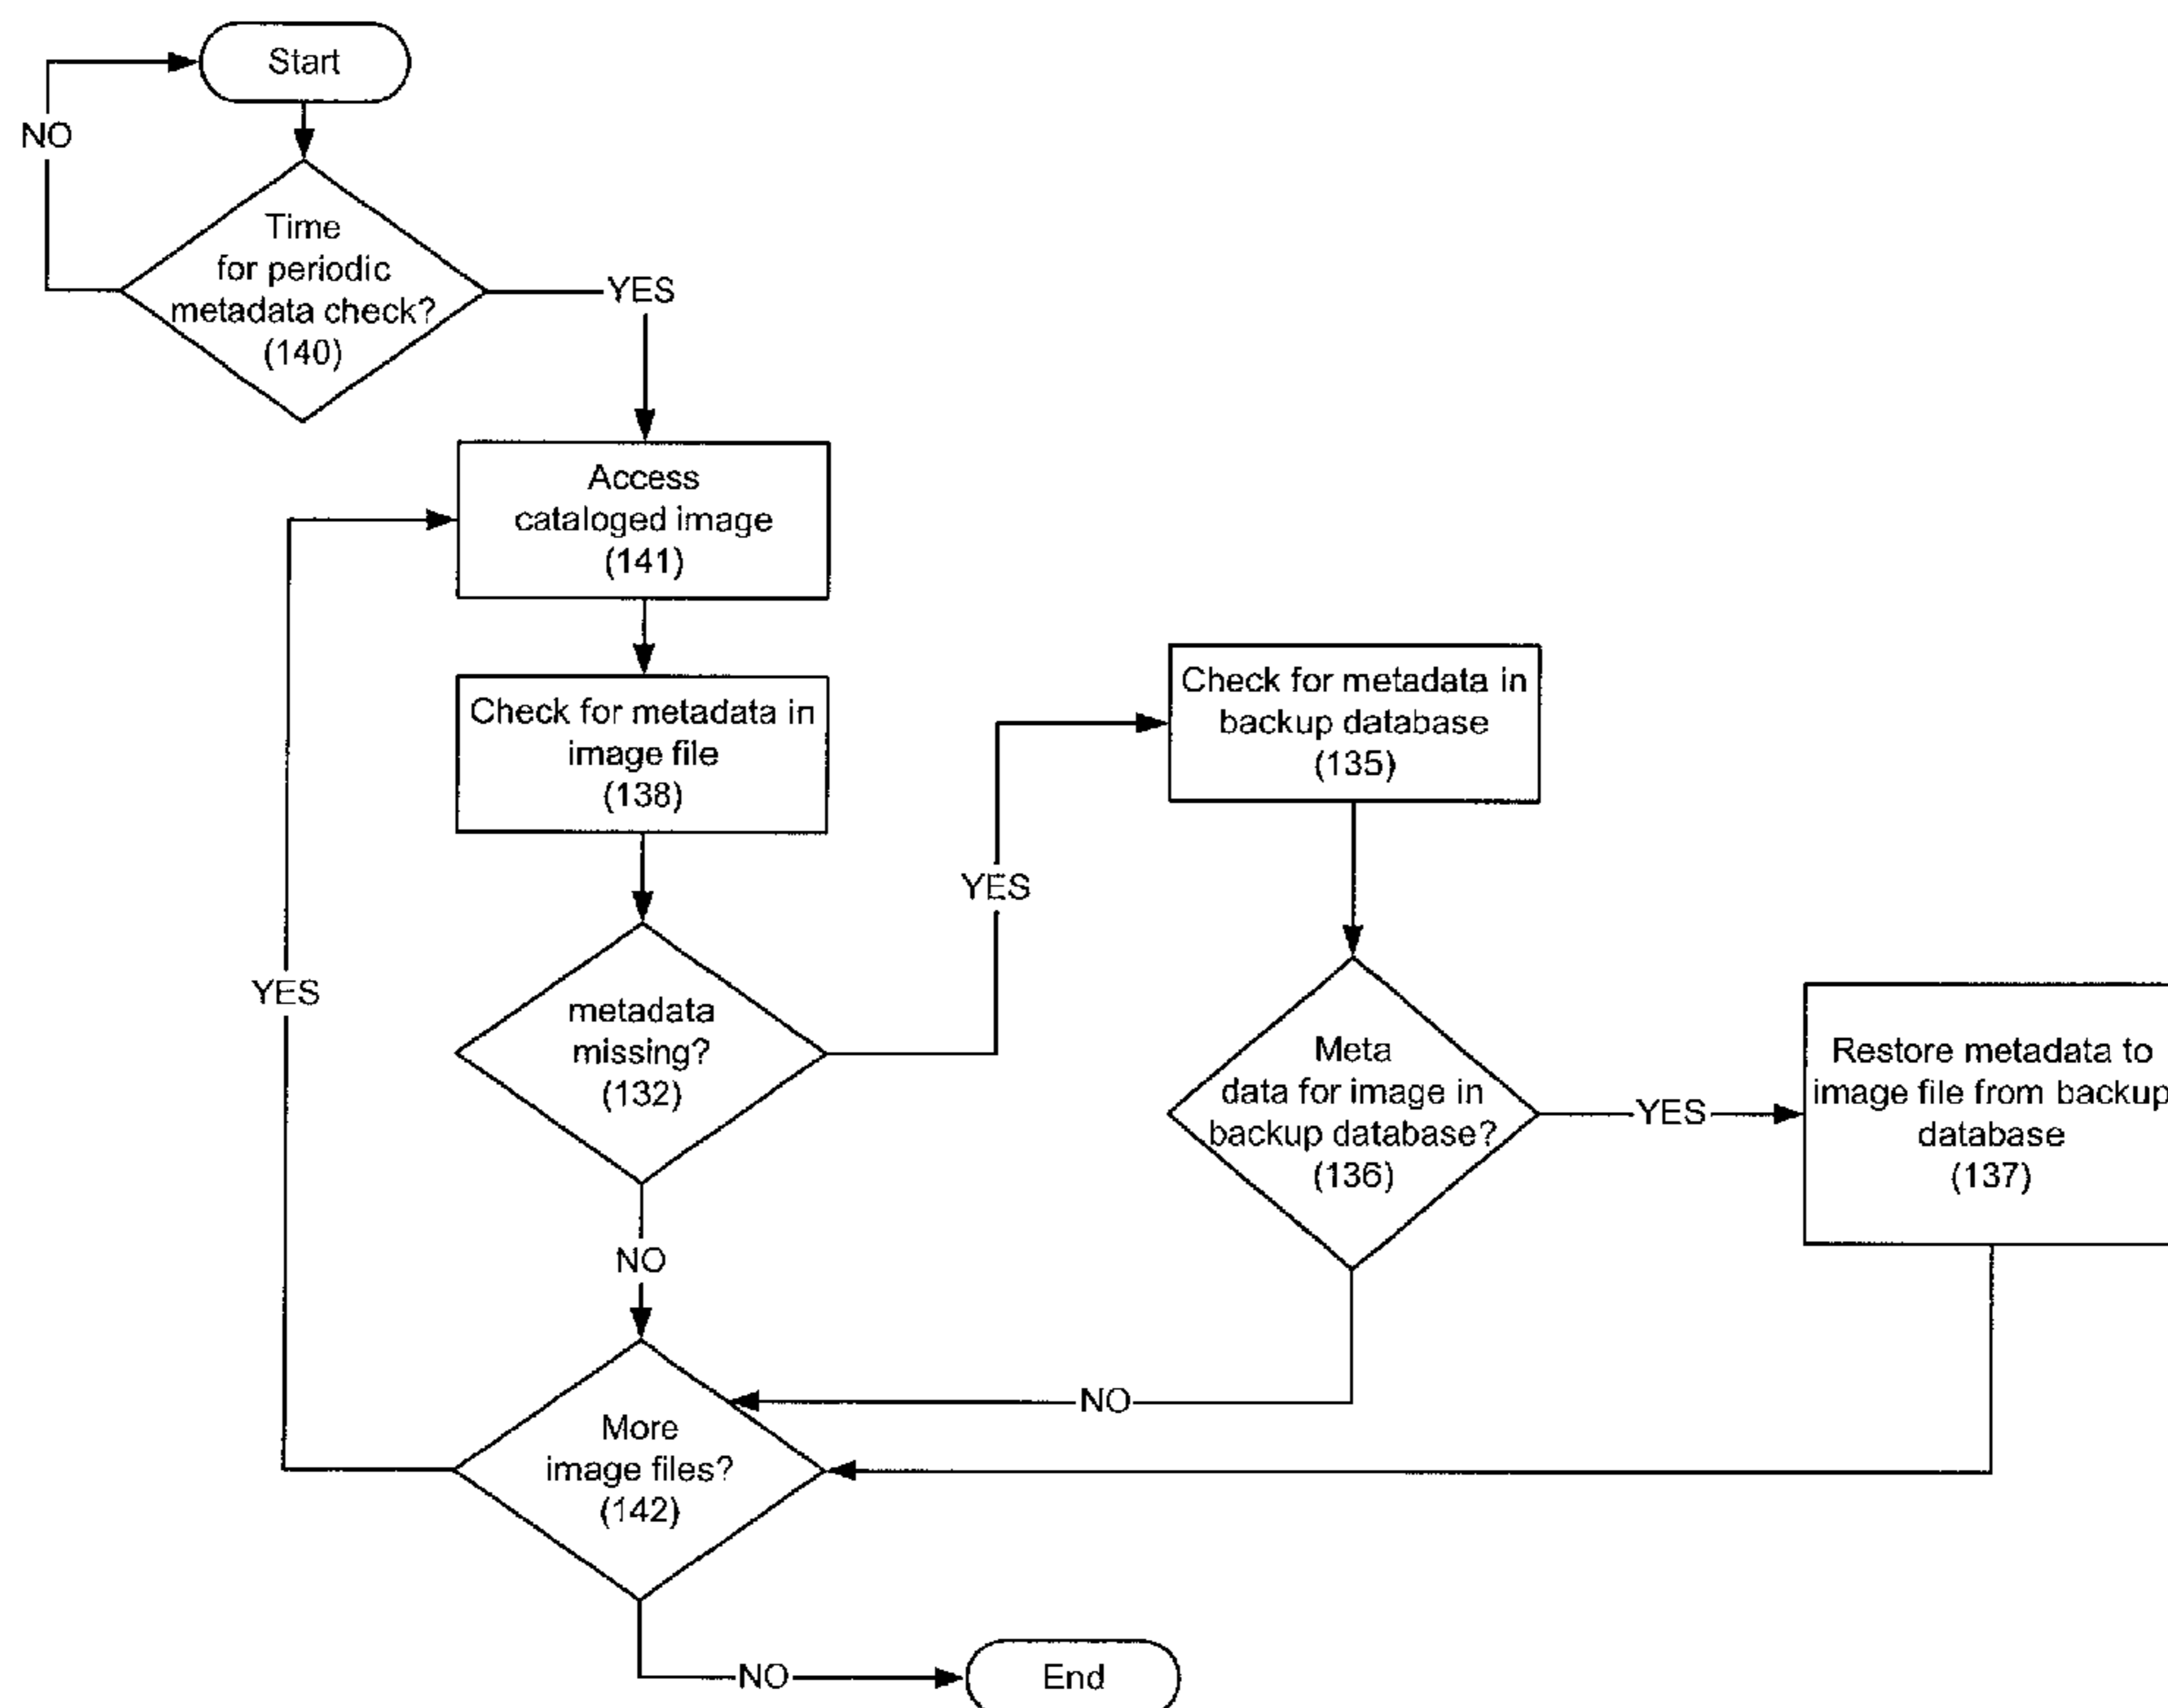 Start
NO
Time
for periodic
metadata check?
(140)
YES
Access
cataloged image
(141)
Check for metadata in
image file
(138)
Check for metadata in
backup database
(135)
YES
YES
metadata
missing?
(132)
Meta
data for image in
backup database?
(136)
YES
Restore metadata to
image file from backup
database
(137)
NO
NO
More
image files?
(142)
NO
End